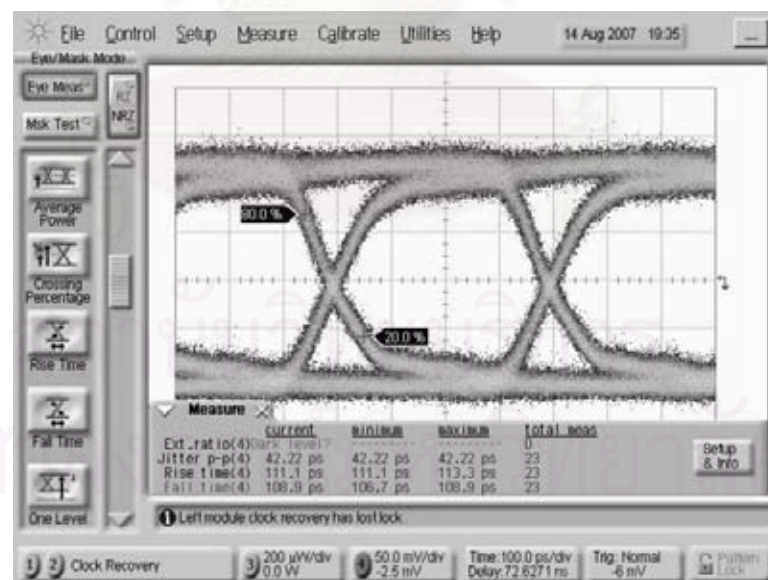 File Control Setup Measure Calibrate Utilities Help 14 Aug 2007 19:35
Eye/Mask Mode
Eye Meas
RZ
NRZ
Msk Test
Average
Power
Crossing
Percentage
Rise Time
Fall Time
One Level
80.0 %
20.0 %
Measure
current minimum maximum total meas
Ext.ratio(4) Dark level? --------- --------- 0
Jitter p-p(4) 42.22 ps 42.22 ps 42.22 ps 23
Rise time(4) 111.1 ps 111.1 ps 113.3 ps 23
Fall time(4) 108.9 ps 106.7 ps 108.9 ps 23
Setup
& Info
Left module clock recovery has lost lock
1) 2) Clock Recovery
3) 200 µW/div
0.0 W
50.0 mV/div
-2.5 mV
Time:100.0 ps/div
Delay:72.6271 ns
Trig: Normal
-6 mV
Pattern
Lock